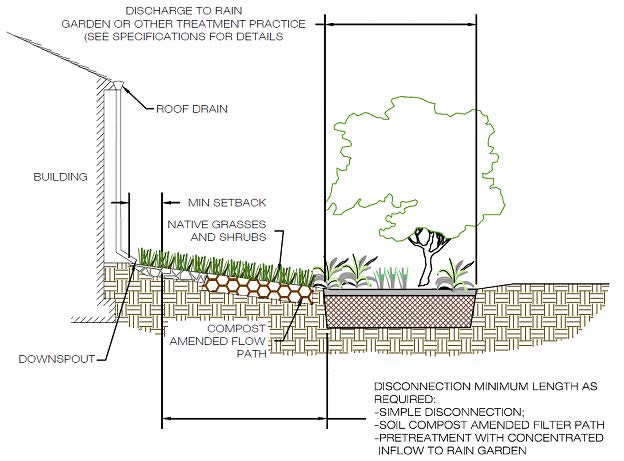 DISCHARGE TO RAIN
GARDEN OR OTHER TREATMENT PRACTICE
(SEE SPECIFICATIONS FOR DETAILS
ROOF DRAIN
BUILDING
MIN SETBACK
NATIVE GRASSES
AND SHRUBS
COMPOST
AMENDED FLOW
PATH
DOWNSPOUT
DISCONNECTION MINIMUM LENGTH AS
REQUIRED:
-SIMPLE DISCONNECTION;
-SOIL COMPOST AMENDED FILTER PATH
-PRETREATMENT WITH CONCENTRATED
INFLOW TO RAIN GARDEN